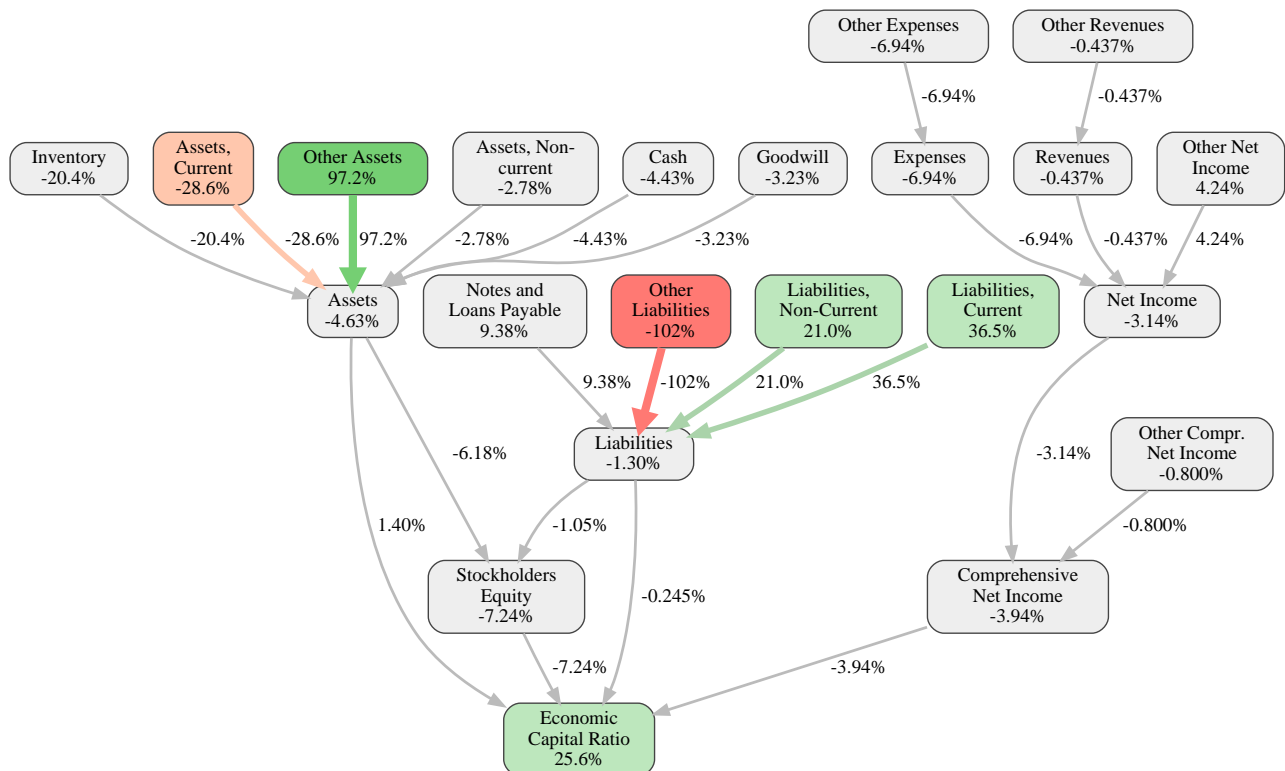 Other Expenses
-6.94%
Other Revenues
-0.437%
-6.94%
-0.437%
Inventory
-20.4%
Assets,
Current
-28.6%
Other Assets
97.2%
Assets, Non-
current
-2.78%
Cash
-4.43%
Goodwill
-3.23%
Expenses
-6.94%
Revenues
-0.437%
Other Net
Income
4.24%
-20.4%
-28.6%
97.2%
-2.78%
-4.43%
-3.23%
-6.94%
-0.437%
4.24%
Assets
-4.63%
Notes and
Loans Payable
9.38%
Other
Liabilities
-102%
Liabilities,
Non-Current
21.0%
Liabilities,
Current
36.5%
Net Income
-3.14%
9.38%
-102%
21.0%
36.5%
Liabilities
-1.30%
Other Compr.
Net Income
-0.800%
-6.18%
-3.14%
1.40%
-1.05%
-0.800%
Stockholders
Equity
-7.24%
-0.245%
Comprehensive
Net Income
-3.94%
-7.24%
-3.94%
Economic
Capital Ratio
25.6%